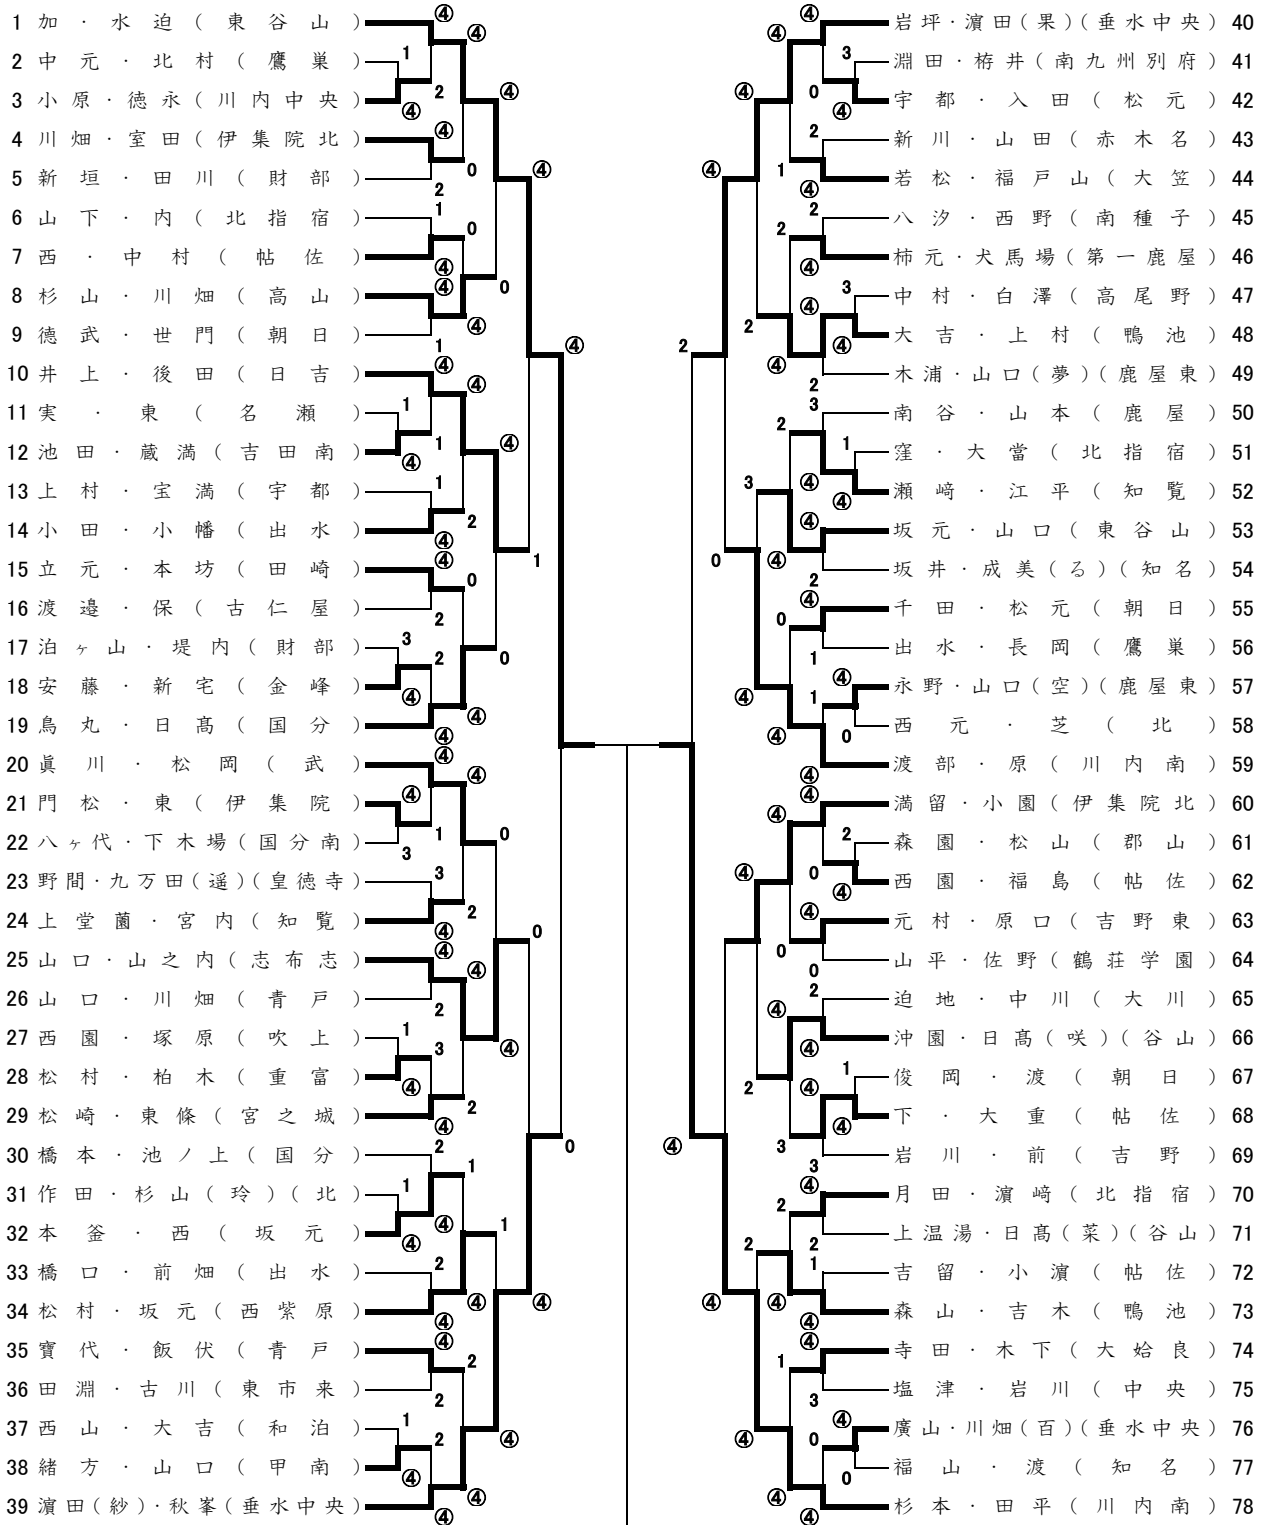 1 加・水迫（東谷山）
2 中元・北村（鷹巣）
3 小原・徳永（川内中央）
4 川畑・室田（伊集院北）
5 新垣・田川（財部）
6 山下・内（北指宿）
7 西・中村（帖佐）
8 杉山・川畑（高山）
9 徳武・世門（朝日）
10 井上・後田（日吉）
11 実・東（名瀬）
12 池田・蔵満（吉田南）
13 上村・宝満（宇都）
14 小田・小幡（出水）
15 立元・本坊（田崎）
16 渡邉・保（古仁屋）
17 泊ヶ山・堤内（財部）
18 安藤・新宅（金峰）
19 鳥丸・日髙（国分）
20 眞川・松岡（武）
21 門松・東（伊集院）
22 八ヶ代・下木場（国分南）
23 野間・九万田（遥）（皇徳寺）
24 上堂薗・宮内（知覧）
25 山口・山之内（志布志）
26 山口・川畑（青戸）
27 西園・塚原（吹上）
28 松村・柏木（重富）
29 松崎・東條（宮之城）
30 橋本・池ノ上（国分）
31 作田・杉山（玲）（北）
32 本釜・西（坂元）
33 橋口・前畑（出水）
34 松村・坂元（西紫原）
35 寶代・飯伏（青戸）
36 田淵・古川（東市来）
37 西山・大吉（和泊）
38 緒方・山口（甲南）
39 濵田（紗）・秋峯（垂水中央）
岩坪・濵田（果）（垂水中央） 40
淵田・栫井（南九州別府） 41
宇都・入田（松元） 42
新川・山田（赤木名） 43
若松・福戸山（大笠） 44
八汐・西野（南種子） 45
柿元・犬馬場（第一鹿屋） 46
中村・白澤（高尾野） 47
大吉・上村（鴨池） 48
木浦・山口（夢）（鹿屋東） 49
南谷・山本（鹿屋） 50
窪・大當（北指宿） 51
瀬﨑・江平（知覧） 52
坂元・山口（東谷山） 53
坂井・成美（る）（知名） 54
千田・松元（朝日） 55
出水・長岡（鷹巣） 56
永野・山口（空）（鹿屋東） 57
西元・芝（北） 58
渡部・原（川内南） 59
満留・小園（伊集院北） 60
森園・松山（郡山） 61
西園・福島（帖佐） 62
元村・原口（吉野東） 63
山平・佐野（鶴荘学園） 64
迫地・中川（大川） 65
沖園・日髙（咲）（谷山） 66
俊岡・渡（朝日） 67
下・大重（帖佐） 68
岩川・前（吉野） 69
月田・濵﨑（北指宿） 70
上温湯・日髙（菜）（谷山） 71
吉留・小濵（帖佐） 72
森山・吉木（鴨池） 73
寺田・木下（大姶良） 74
塩津・岩川（中央） 75
廣山・川畑（百）（垂水中央） 76
福山・渡（知名） 77
杉本・田平（川内南） 78